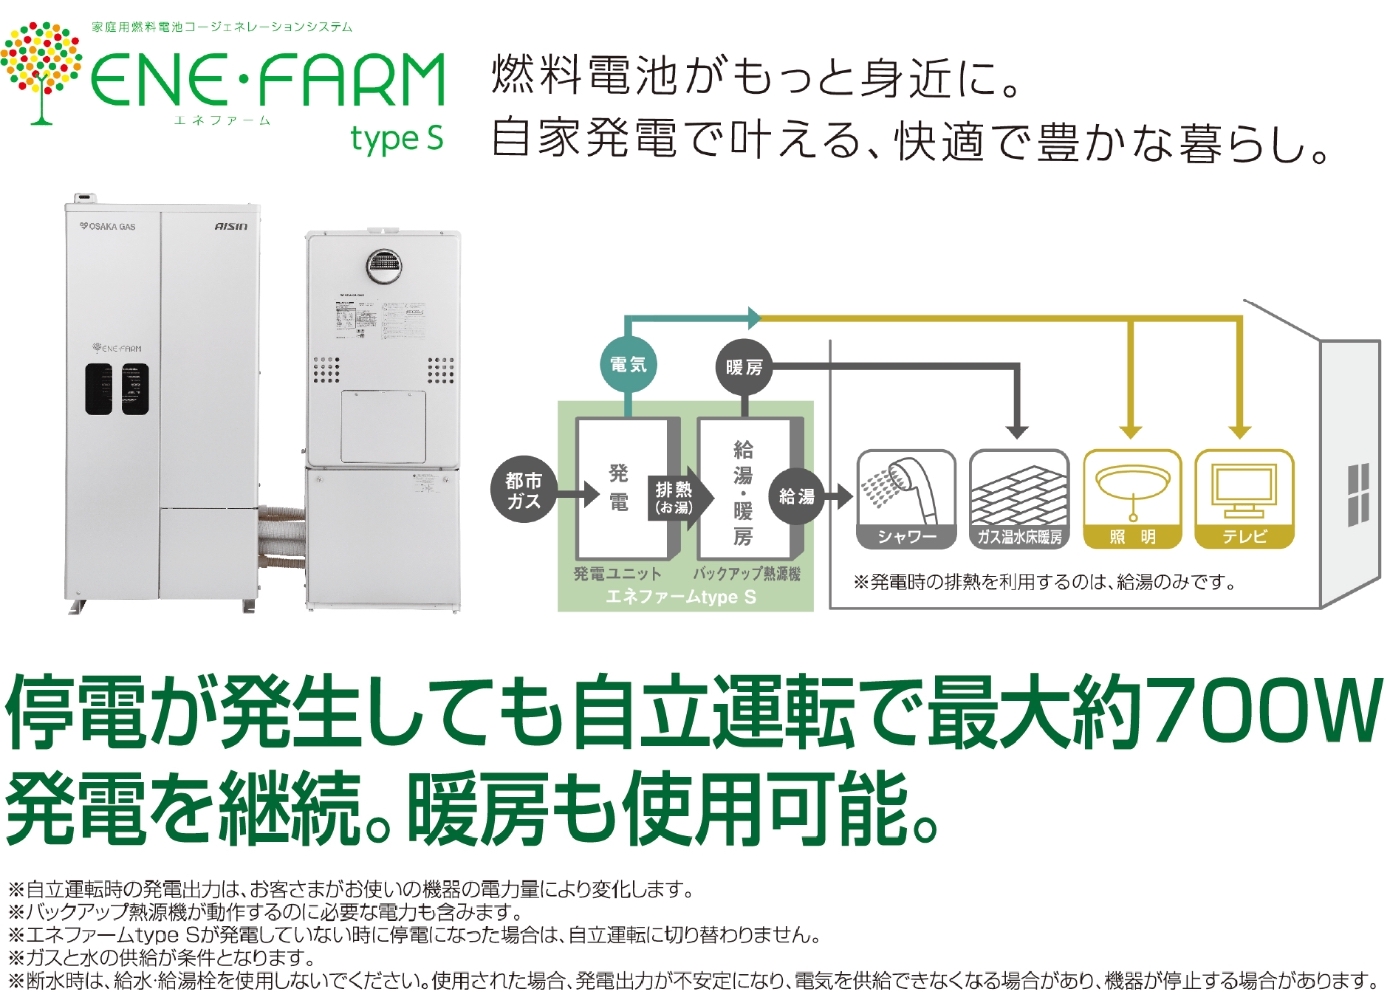 家庭用燃料電池コージェネレーションシステム
ENE・FARM
エネファーム
type S
燃料電池がもっと身近に。
自家発電で叶える、快適で豊かな暮らし。
OSAKA GAS
AISIN
ENE・FARM
電気
暖房
都市
ガス
発電
排熱
(お湯)
給湯・暖房
給湯
発電ユニット
バックアップ熱源機
エネファームtype S
シャワー
ガス温水床暖房
照明
テレビ
※発電時の排熱を利用するのは、給湯のみです。
停電が発生しても自立運転で最大約700W
発電を継続。暖房も使用可能。
※自立運転時の発電出力は、お客さまがお使いの機器の電力量により変化します。
※バックアップ熱源機が動作するのに必要な電力も含みます。
※エネファームtype Sが発電していない時に停電になった場合は、自立運転に切り替わりません。
※ガスと水の供給が条件となります。
※断水時は、給水・給湯栓を使用しないでください。使用された場合、発電出力が不安定になり、電気を供給できなくなる場合があり、機器が停止する場合があります。